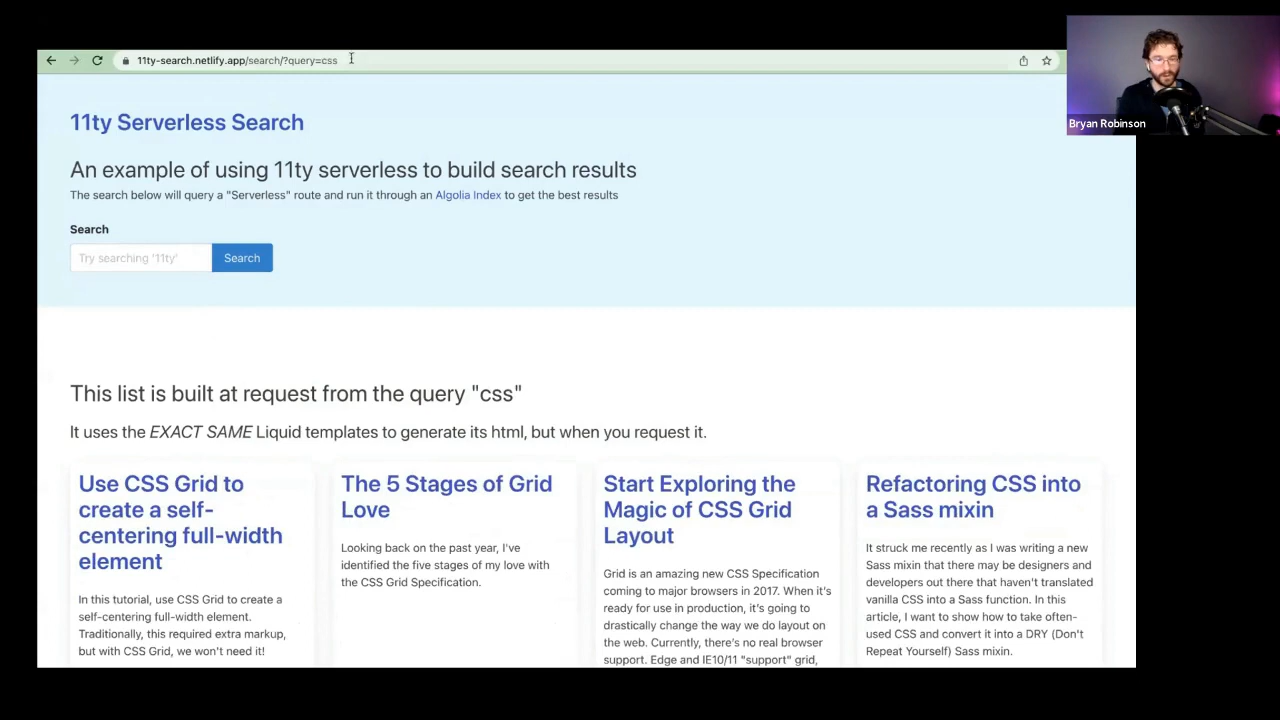 11ty-search.netlify.app/search/?query=css
Bryan Robinson
11ty Serverless Search
An example of using 11ty serverless to build search results
The search below will query a "Serverless" route and run it through an Algolia Index to get the best results
Search
Try searching '11ty'
Search
This list is built at request from the query "css"
It uses the EXACT SAME Liquid templates to generate its html, but when you request it.
Use CSS Grid to
create a self-
centering full-width
element
In this tutorial, use CSS Grid to create a
self-centering full-width element.
Traditionally, this required extra markup,
but with CSS Grid, we won't need it!
The 5 Stages of Grid
Love
Looking back on the past year, I've
identified the five stages of my love with
the CSS Grid Specification.
Start Exploring the
Magic of CSS Grid
Layout
Grid is an amazing new CSS Specification
coming to major browsers in 2017. When it's
ready for use in production, it's going to
drastically change the way we do layout on
the web. Currently, there's no real browser
support. Edge and IE10/11 "support" grid,
Refactoring CSS into
a Sass mixin
It struck me recently as I was writing a new
Sass mixin that there may be designers and
developers out there that haven't translated
vanilla CSS into a Sass function. In this
article, I want to show how to take often-
used CSS and convert it into a DRY (Don't
Repeat Yourself) Sass mixin.